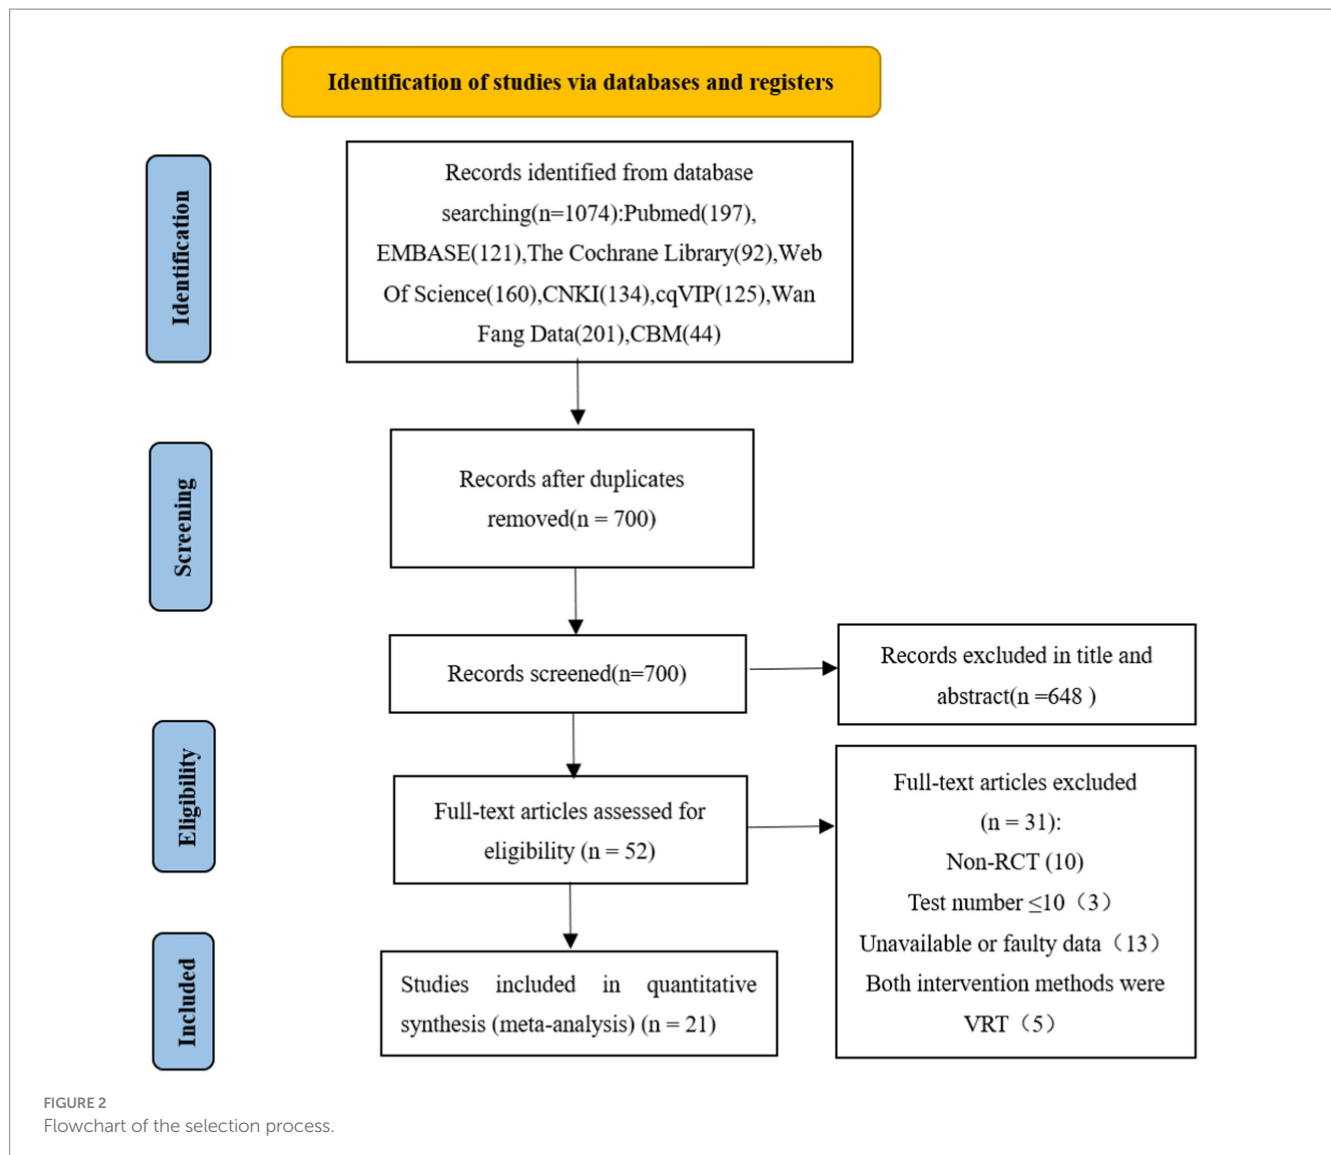 Identification of studies via databases and registers
Identification
Records identified from database
searching(n=1074):Pubmed(197),
EMBASE(121),The Cochrane Library(92),Web
Of Science(160),CNKI(134),cqVIP(125),Wan
Fang Data(201),CBM(44)
Screening
Records after duplicates
removed(n = 700)
Records screened(n=700)
Records excluded in title and
abstract(n =648 )
Eligibility
Full-text articles assessed for
eligibility (n = 52)
Full-text articles excluded
(n = 31):
Non-RCT (10)
Test number ≤10（3）
Unavailable or faulty data（13）
Both intervention methods were
VRT（5）
Included
Studies included in quantitative
synthesis (meta-analysis) (n = 21)
FIGURE 2
Flowchart of the selection process.